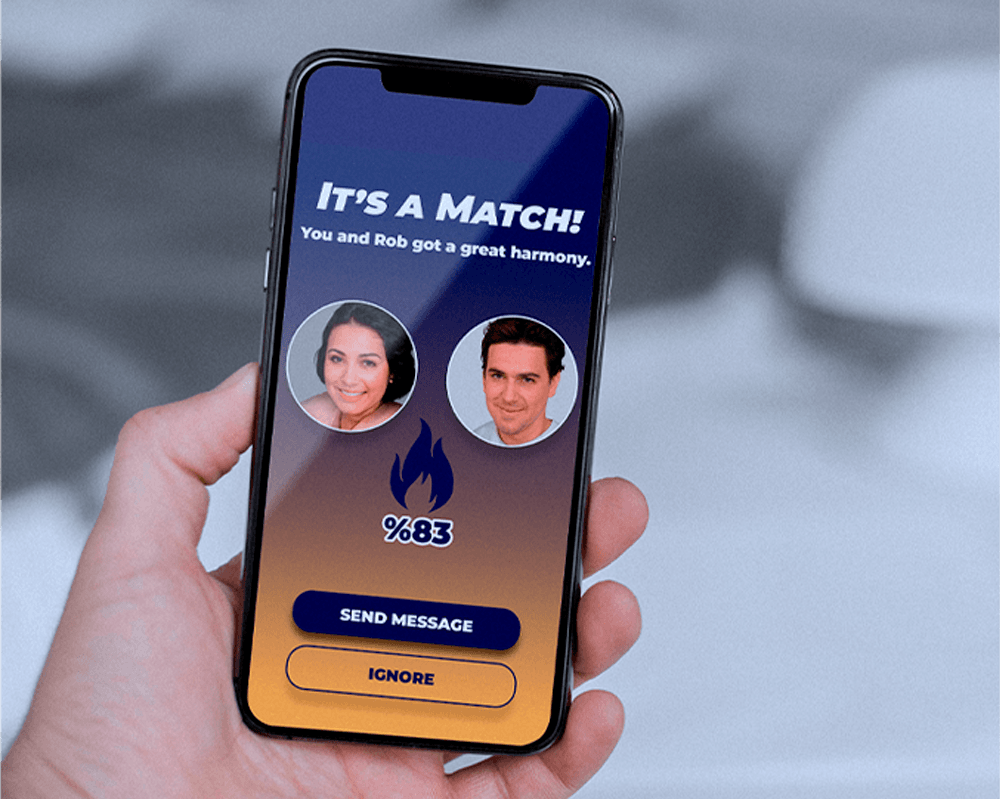 It's a Match!
You and Rob got a great harmony.
%83
SEND MESSAGE
IGNORE